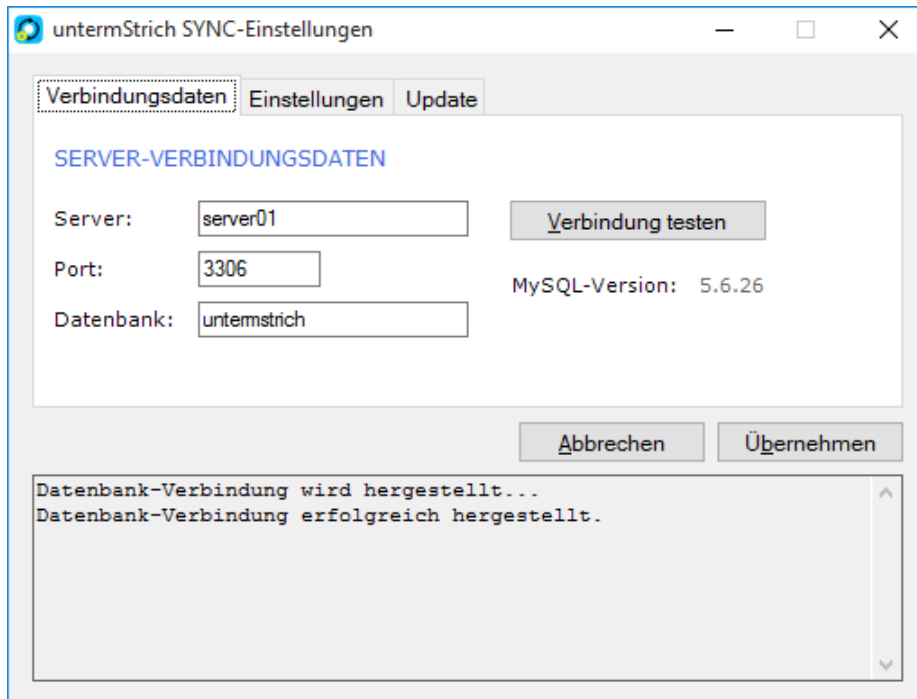 untermStrich SYNC-Einstellungen
Verbindungsdaten Einstellungen Update
SERVER-VERBINDUNGSDATEN
Server: server01 Verbindung testen
Port: 3306
MySQL-Version: 5.6.26
Datenbank: untermstrich
Abbrechen Übernehmen
Datenbank-Verbindung wird hergestellt...
Datenbank-Verbindung erfolgreich hergestellt.